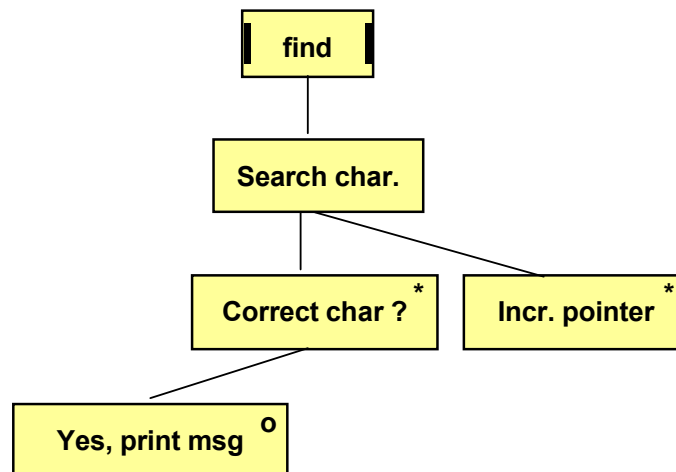 find
Search char.
Correct char ? *
Incr. pointer *
Yes, print msg o